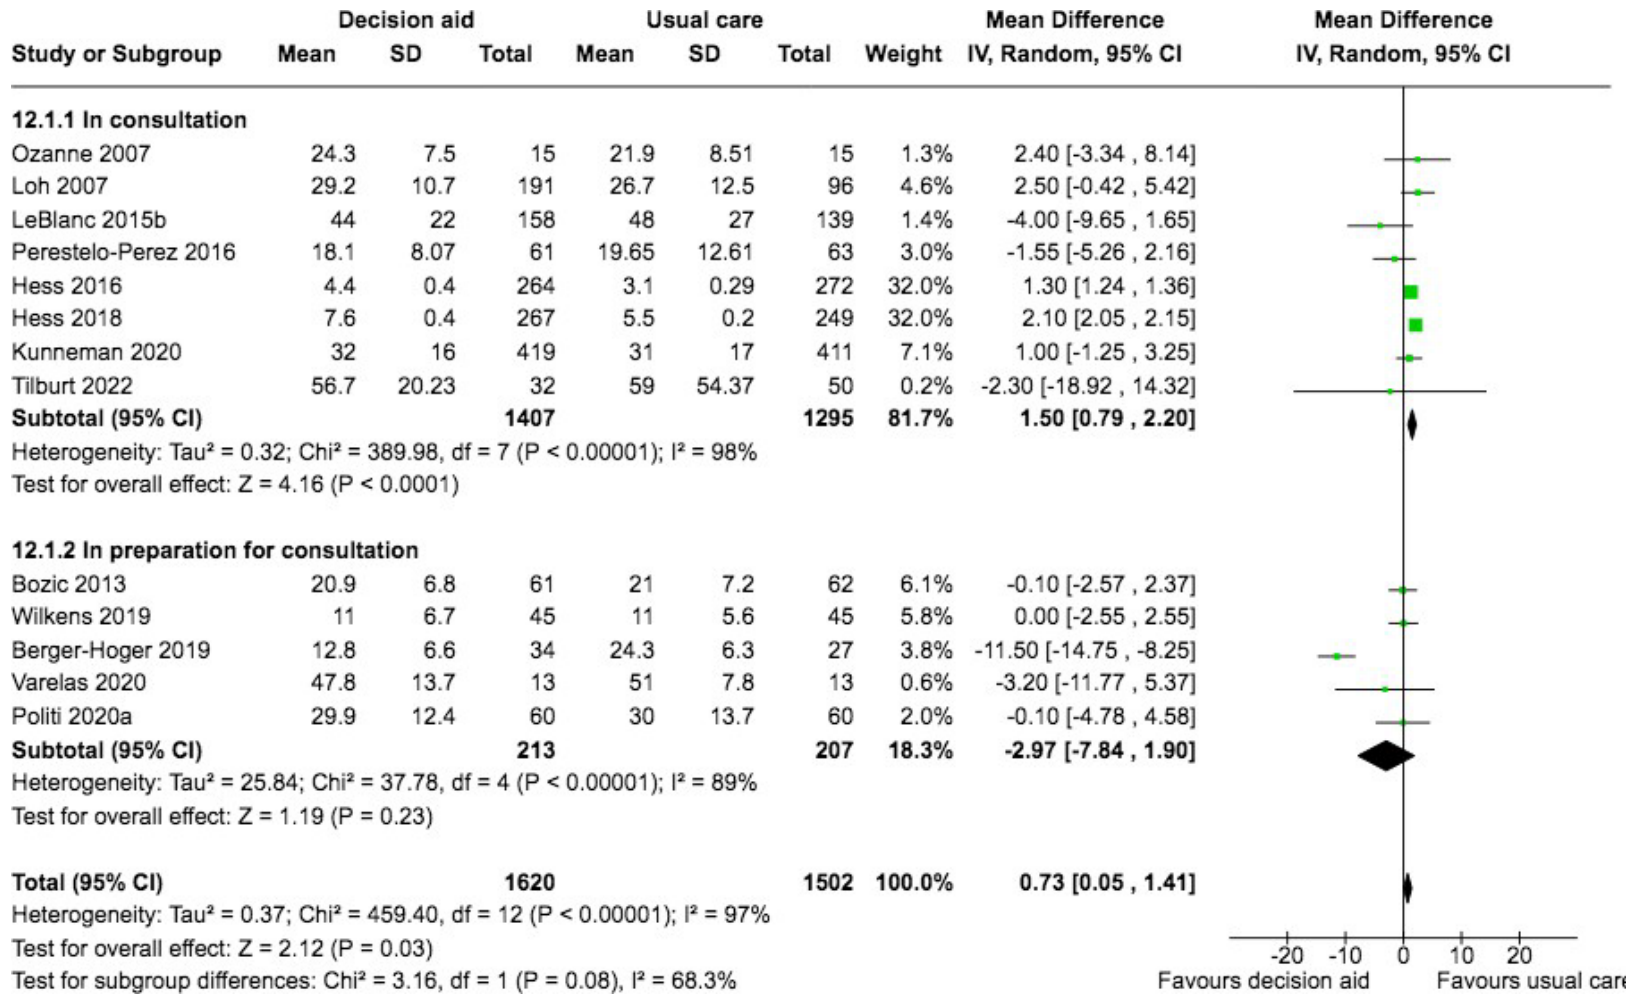 Decision aid Usual care Mean Difference Mean Difference
Study or Subgroup Mean SD Total Mean SD Total Weight IV, Random, 95% CI IV, Random, 95% CI
12.1.1 In consultation
Ozanne 2007 24.3 7.5 15 21.9 8.51 15 1.3% 2.40 [-3.34 , 8.14]
Loh 2007 29.2 10.7 191 26.7 12.5 96 4.6% 2.50 [-0.42 , 5.42]
LeBlanc 2015b 44 22 158 48 27 139 1.4% -4.00 [-9.65 , 1.65]
Perestelo-Perez 2016 18.1 8.07 61 19.65 12.61 63 3.0% -1.55 [-5.26 , 2.16]
Hess 2016 4.4 0.4 264 3.1 0.29 272 32.0% 1.30 [1.24 , 1.36]
Hess 2018 7.6 0.4 267 5.5 0.2 249 32.0% 2.10 [2.05 , 2.15]
Kunneman 2020 32 16 419 31 17 411 7.1% 1.00 [-1.25 , 3.25]
Tilburt 2022 56.7 20.23 32 59 54.37 50 0.2% -2.30 [-18.92 , 14.32]
Subtotal (95% CI) 1407 1295 81.7% 1.50 [0.79 , 2.20]
Heterogeneity: Tau² = 0.32; Chi² = 389.98, df = 7 (P < 0.00001); I² = 98%
Test for overall effect: Z = 4.16 (P < 0.0001)
12.1.2 In preparation for consultation
Bozic 2013 20.9 6.8 61 21 7.2 62 6.1% -0.10 [-2.57 , 2.37]
Wilkens 2019 11 6.7 45 11 5.6 45 5.8% 0.00 [-2.55 , 2.55]
Berger-Hoger 2019 12.8 6.6 34 24.3 6.3 27 3.8% -11.50 [-14.75 , -8.25]
Varelas 2020 47.8 13.7 13 51 7.8 13 0.6% -3.20 [-11.77 , 5.37]
Politi 2020a 29.9 12.4 60 30 13.7 60 2.0% -0.10 [-4.78 , 4.58]
Subtotal (95% CI) 213 207 18.3% -2.97 [-7.84 , 1.90]
Heterogeneity: Tau² = 25.84; Chi² = 37.78, df = 4 (P < 0.00001); I² = 89%
Test for overall effect: Z = 1.19 (P = 0.23)
Total (95% CI) 1620 1502 100.0% 0.73 [0.05 , 1.41]
Heterogeneity: Tau² = 0.37; Chi² = 459.40, df = 12 (P < 0.00001); I² = 97%
Test for overall effect: Z = 2.12 (P = 0.03)
-20 -10 0 10 20
Test for subgroup differences: Chi² = 3.16, df = 1 (P = 0.08), I² = 68.3%
Favours decision aid Favours usual care